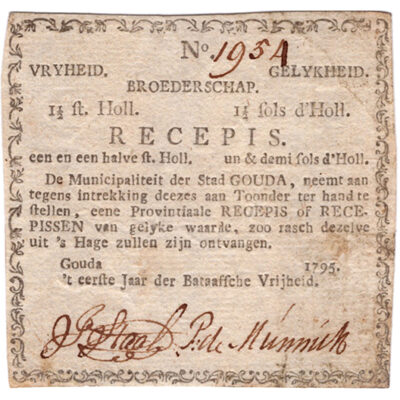 No. 1954
VRYHEID. GELYKHEID.
BROEDERSCHAP.
1½ st. Holl. 1½ sols d'Holl.
RECEPIS.
een en een halve st. Holl. un & demi sols d'Holl.
De Municipaliteit der Stad GOUDA, neemt aan
tegens intrekking deezes aan Toonder ter hand te
stellen, eene Provintiaale RECEPIS of RECE-
PISSEN van gelyke waarde, zoo rasch dezelve
uit 's Hage zullen zijn ontvangen.
Gouda 1795.
't eerste Jaar der Bataafsche Vrijheid.
Staal P. de Munnick